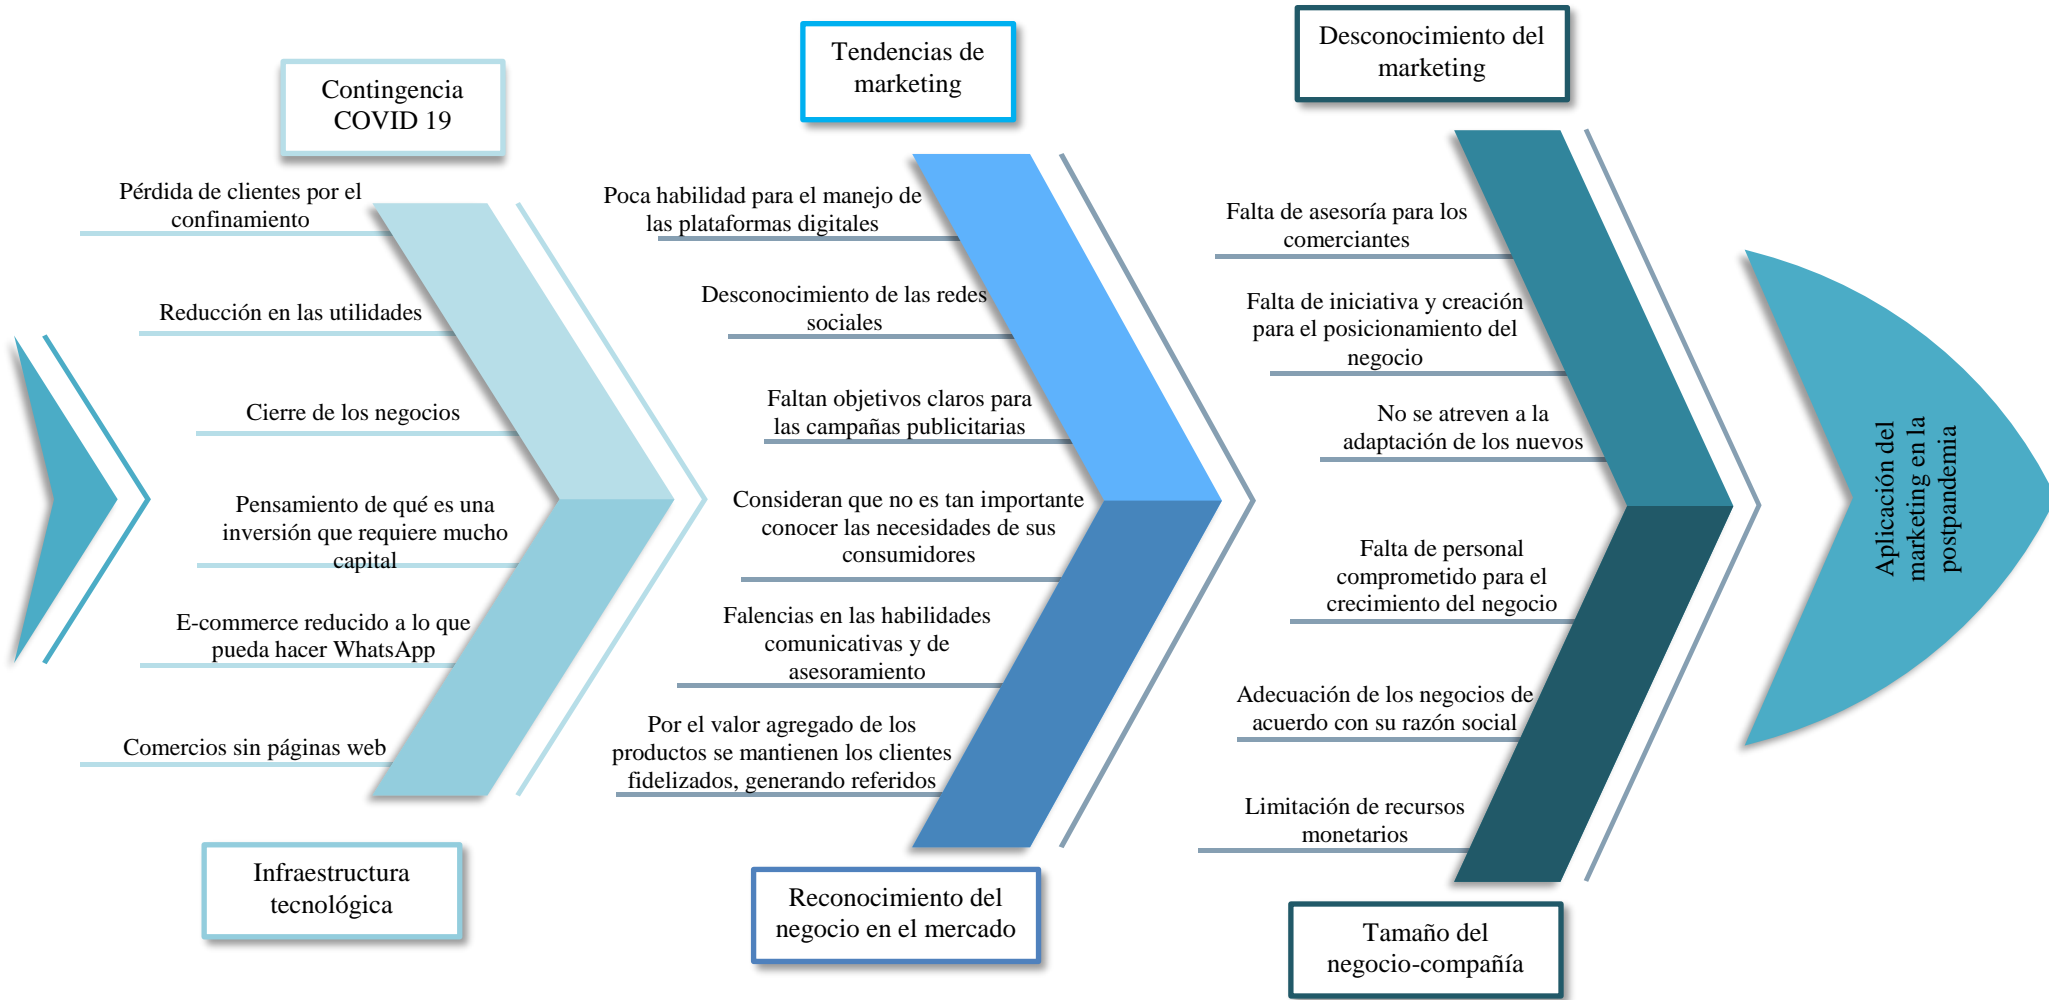 Contingencia
COVID 19
Pérdida de clientes por el
confinamiento
Reducción en las utilidades
Cierre de los negocios
Pensamiento de qué es una
inversión que requiere mucho
capital
E-commerce reducido a lo que
pueda hacer WhatsApp
Comercios sin páginas web
Infraestructura
tecnológica
Tendencias de
marketing
Poca habilidad para el manejo de
las plataformas digitales
Desconocimiento de las redes
sociales
Faltan objetivos claros para
las campañas publicitarias
Consideran que no es tan importante
conocer las necesidades de sus
consumidores
Falencias en las habilidades
comunicativas y de
asesoramiento
Por el valor agregado de los
productos se mantienen los clientes
fidelizados, generando referidos
Reconocimiento del
negocio en el mercado
Desconocimiento del
marketing
Falta de asesoría para los
comerciantes
Falta de iniciativa y creación
para el posicionamiento del
negocio
No se atreven a la
adaptación de los nuevos
Falta de personal
comprometido para el
crecimiento del negocio
Adecuación de los negocios de
acuerdo con su razón social
Limitación de recursos
monetarios
Tamaño del
negocio-compañía
Aplicación del
marketing en la
postpandemia